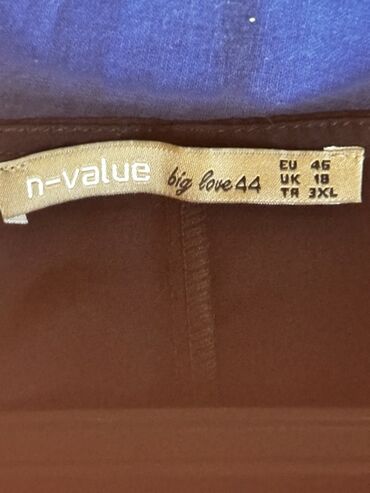 n-value big love 44
EU 46
UK 18
TR 3XL